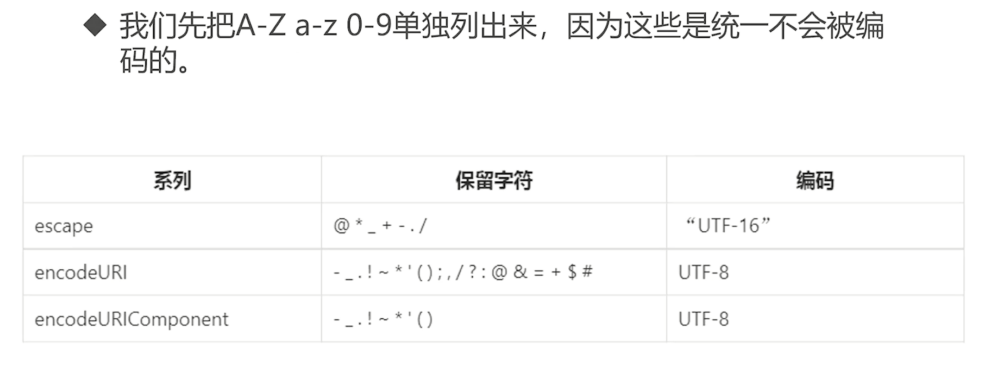 ◆ 我们先把A-Z a-z 0-9单独列出来，因为这些是统一不会被编
码的。
系列 保留字符 编码
escape @ * _ + - . / “UTF-16”
encodeURI - _ . ! ~ * ' ( ) ; , / ? : @ & = + $ # UTF-8
encodeURIComponent - _ . ! ~ * ' ( ) UTF-8